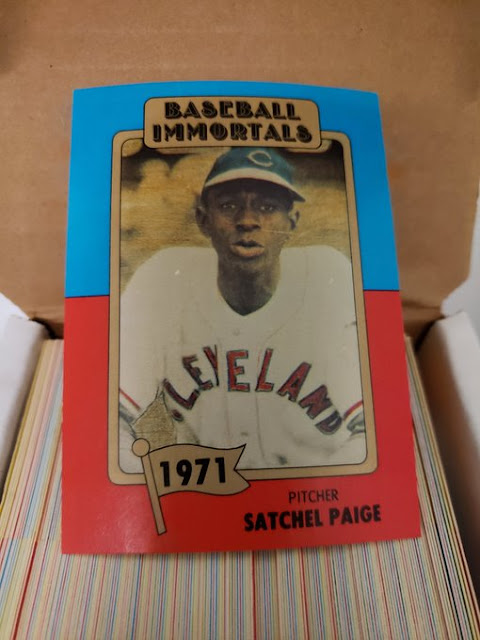 BASEBALL
IMMORTALS
C
CLEVELAND
1971
PITCHER
SATCHEL PAIGE